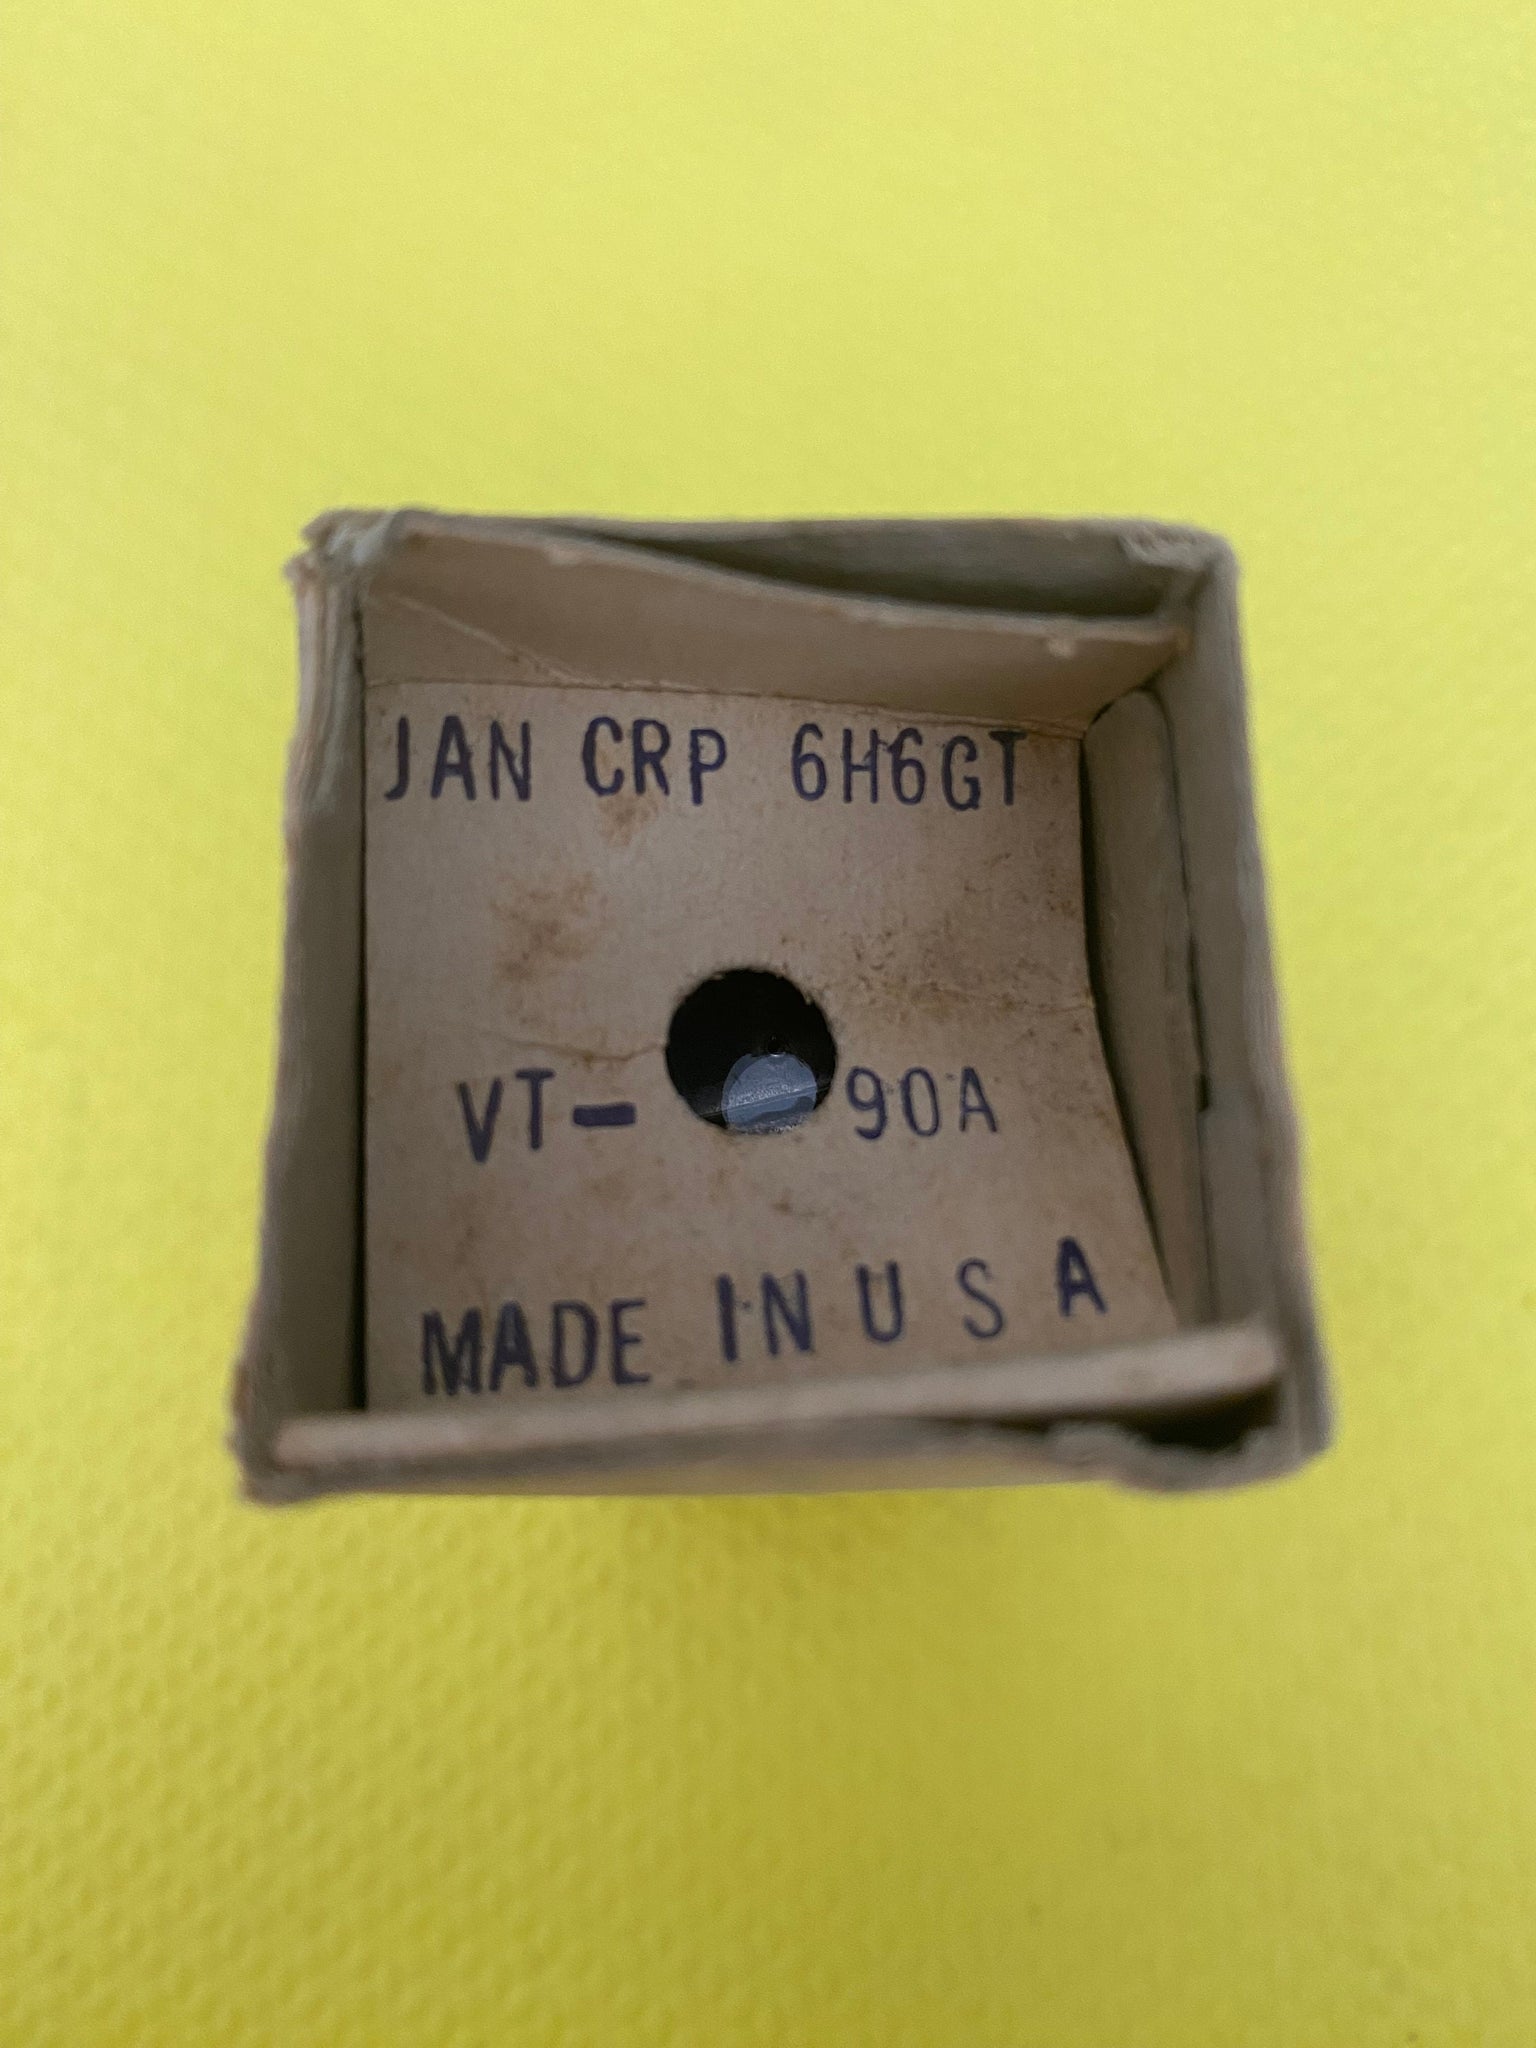 JAN CRP 6H6GT
VT- 90A
MADE IN U S A